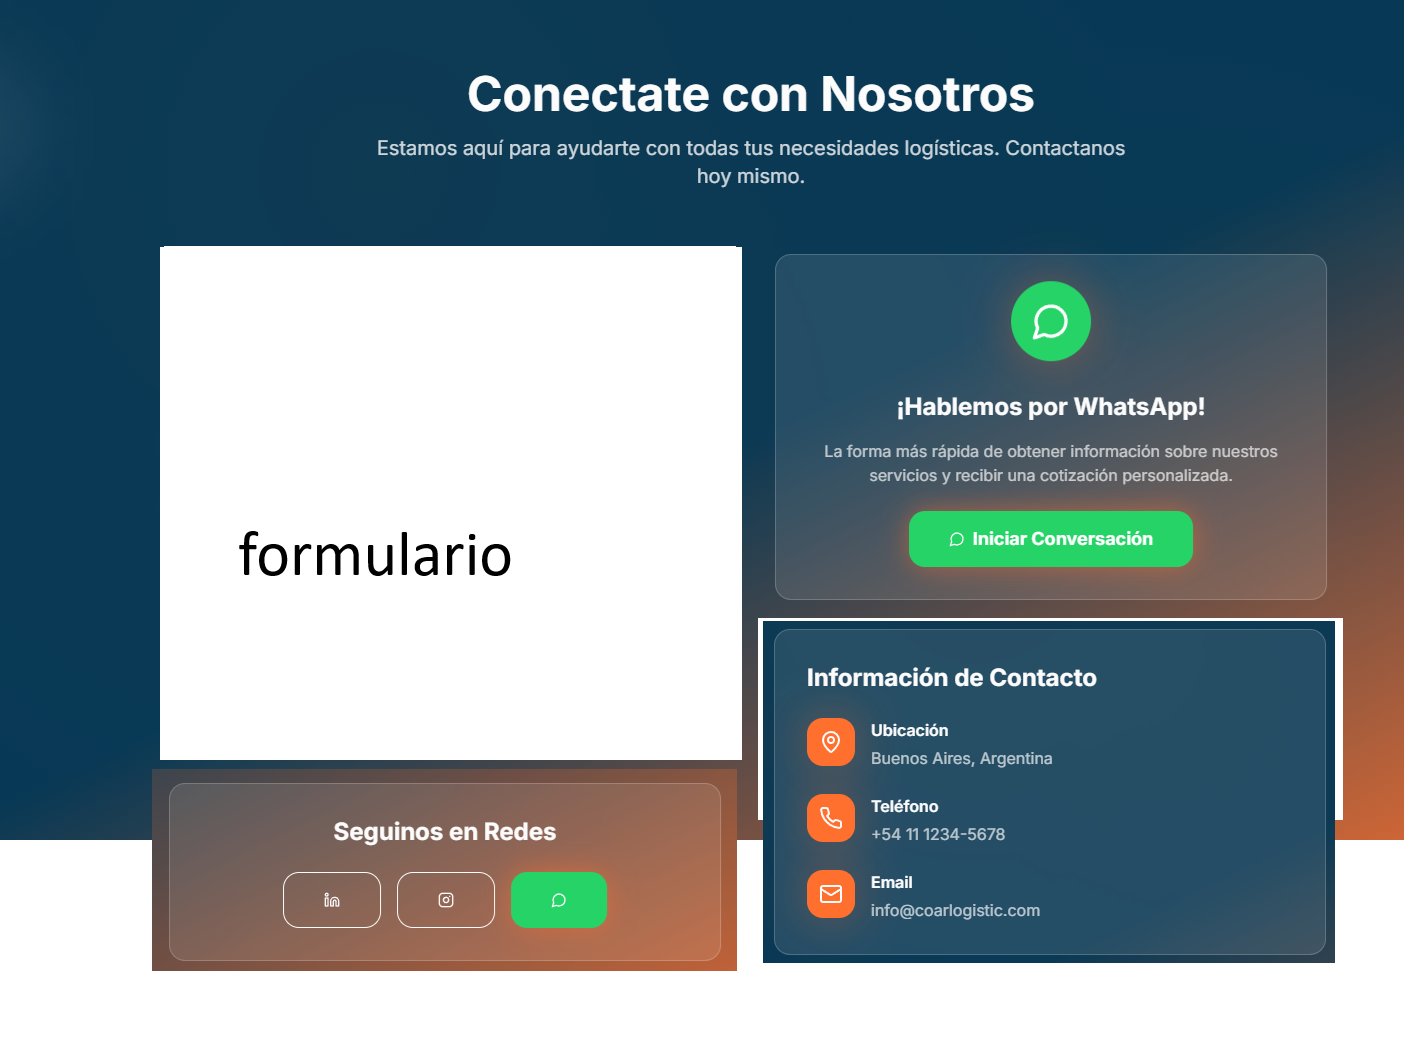 Conectate con Nosotros
Estamos aquí para ayudarte con todas tus necesidades logísticas. Contactanos
hoy mismo.
formulario
¡Hablemos por WhatsApp!
La forma más rápida de obtener información sobre nuestros
servicios y recibir una cotización personalizada.
Iniciar Conversación
Seguinos en Redes
in
Información de Contacto
Ubicación
Buenos Aires, Argentina
Teléfono
+54 11 1234-5678
Email
info@coarlogistic.com